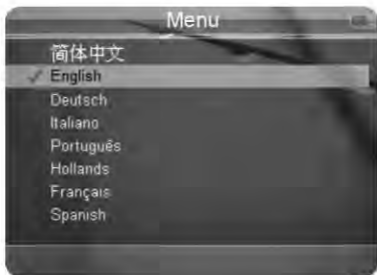 Menu
简体中文
English
Deutsch
Italiano
Português
Hollands
Français
Spanish